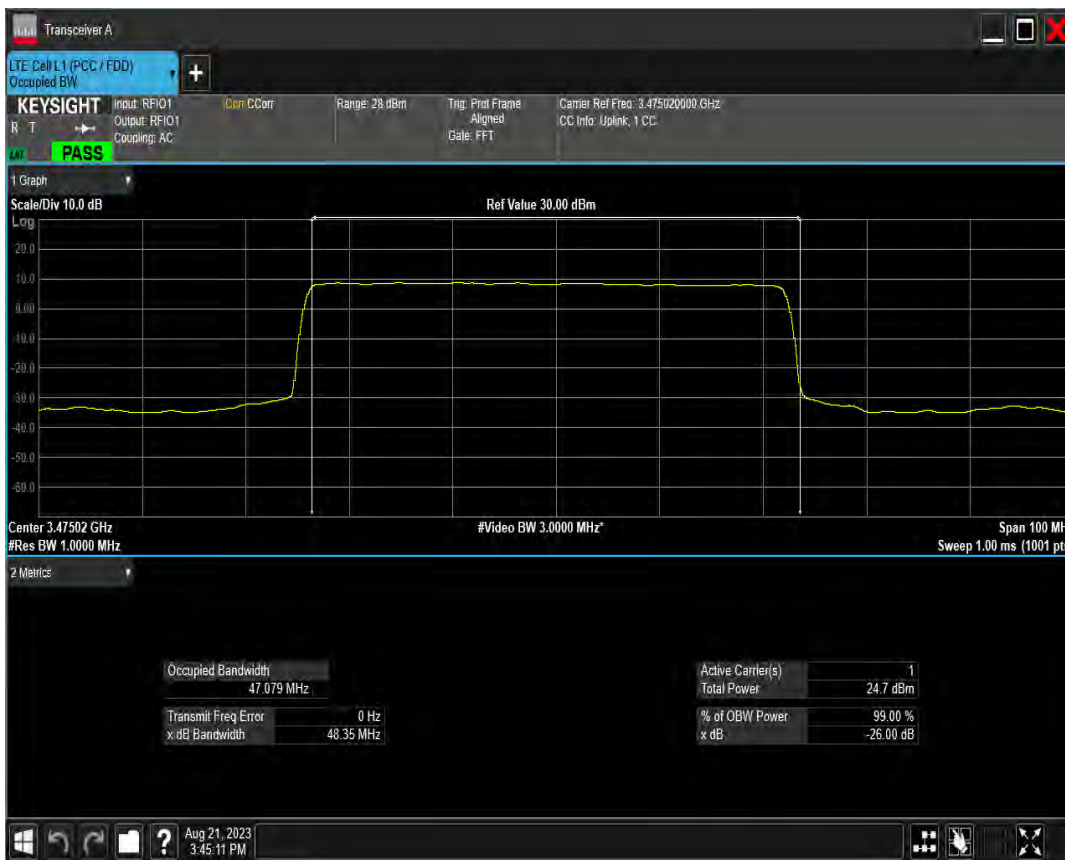 Transceiver A
LTE Cell L1 (PCC / FDD)
Occupied BW
+
KEYSIGHT
R T
PASS
Input: RFIO1
Output: RFIO1
Coupling: AC
Corr CCorr
Range: 28 dBm
Trig: Prot Frame
Aligned
Gate: FFT
Carrier Ref Freq: 3.475020000 GHz
CC Info: Uplink, 1 CC
1 Graph
Scale/Div 10.0 dB
Ref Value 30.00 dBm
Log
20.0
10.0
0.00
-10.0
-20.0
-30.0
-40.0
-50.0
-60.0
Center 3.47502 GHz
#Video BW 3.0000 MHz*
Span 100 MH
#Res BW 1.0000 MHz
Sweep 1.00 ms (1001 pts
2 Metrics
Occupied Bandwidth
47.079 MHz
Transmit Freq Error 0 Hz
x dB Bandwidth 48.35 MHz
Active Carrier(s) 1
Total Power 24.7 dBm
% of OBW Power 99.00 %
x dB -26.00 dB
?
Aug 21, 2023
3:45:11 PM